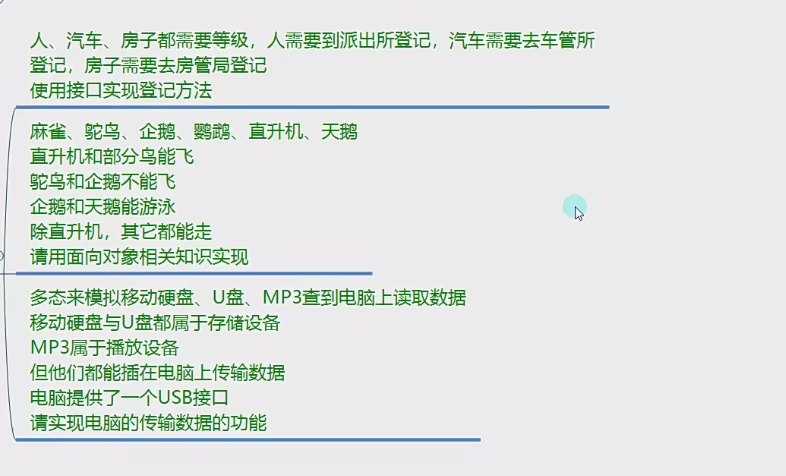 人、汽车、房子都需要等级，人需要到派出所登记，汽车需要去车管所
登记，房子需要去房管局登记
使用接口实现登记方法
麻雀、鸵鸟、企鹅、鹦鹉、直升机、天鹅
直升机和部分鸟能飞
鸵鸟和企鹅不能飞
企鹅和天鹅能游泳
除直升机，其它都能走
请用面向对象相关知识实现
多态来模拟移动硬盘、U盘、MP3查到电脑上读取数据
移动硬盘与U盘都属于存储设备
MP3属于播放设备
但他们都能插在电脑上传输数据
电脑提供了一个USB接口
请实现电脑的传输数据的功能